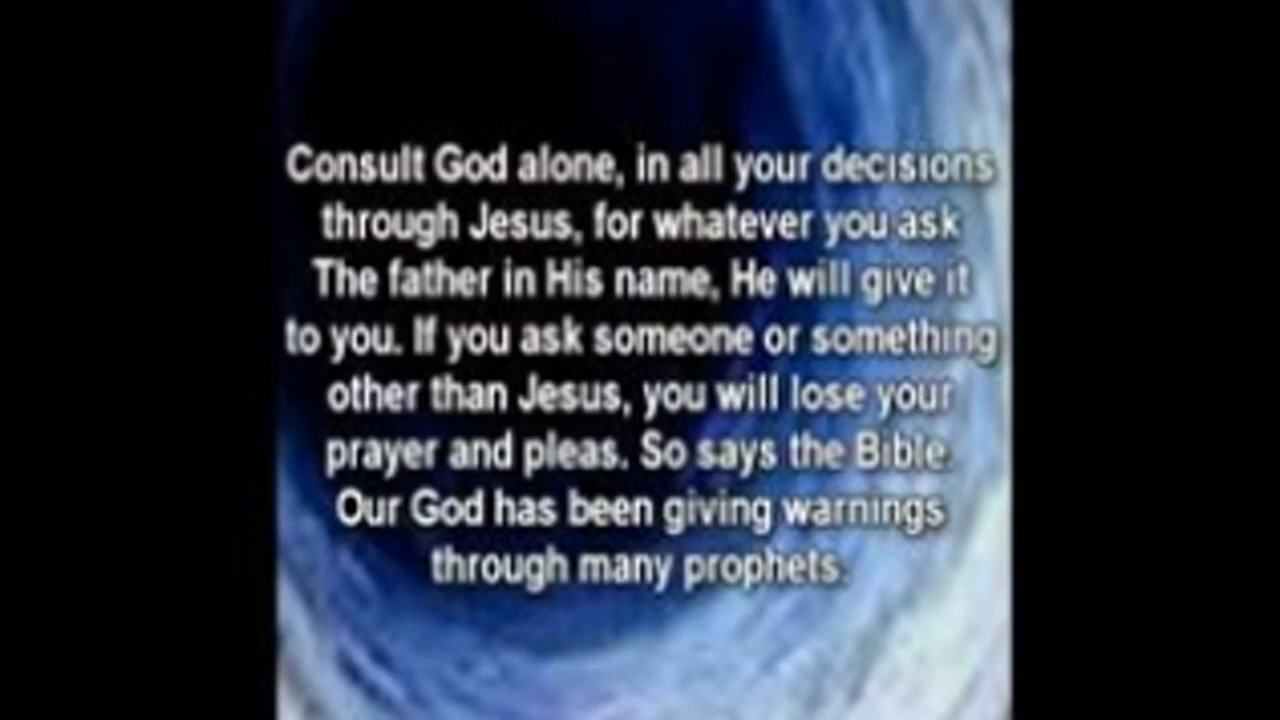 Consult God alone, in all your decisions
through Jesus, for whatever you ask
The father in His name, He will give it
to you. If you ask someone or something
other than Jesus, you will lose your
prayer and pleas. So says the Bible.
Our God has been giving warnings
through many prophets.